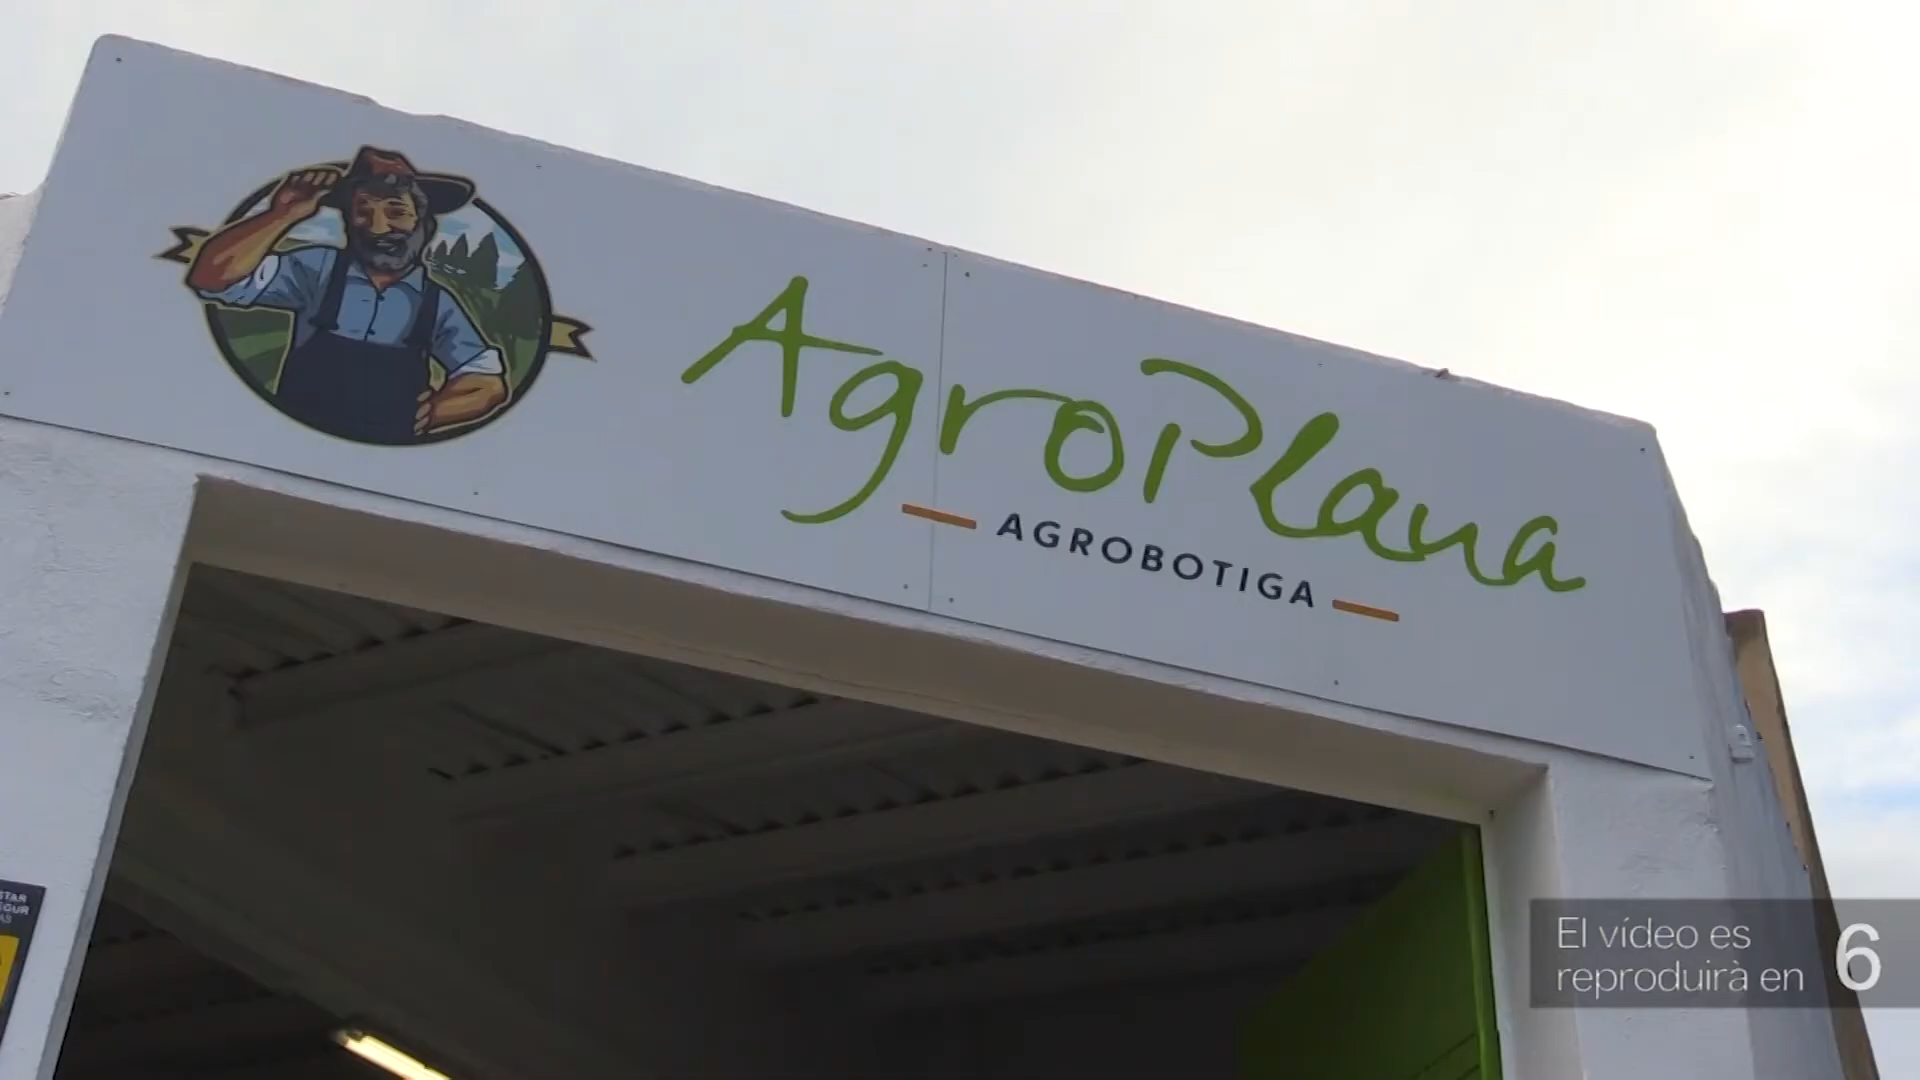 AgroPlana
AGROBOTIGA
El vídeo es
reproduirà en
6